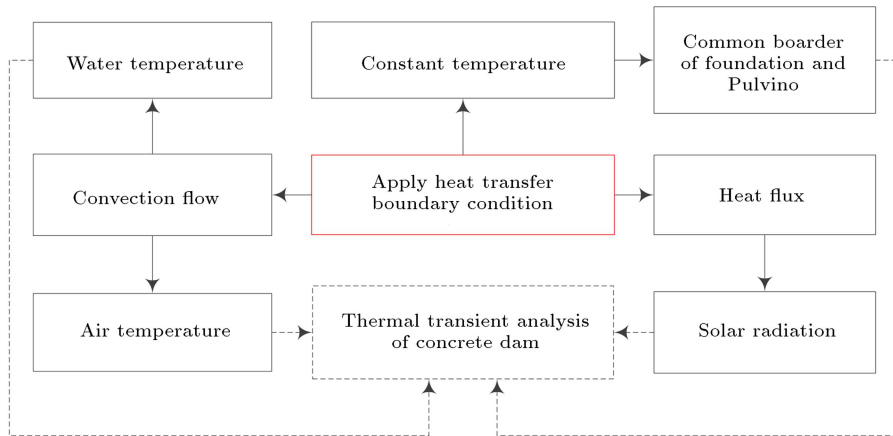 Water temperature
Constant temperature
Common boarder
of foundation and
Pulvino
Convection flow
Apply heat transfer
boundary condition
Heat flux
Air temperature
Thermal transient analysis
of concrete dam
Solar radiation